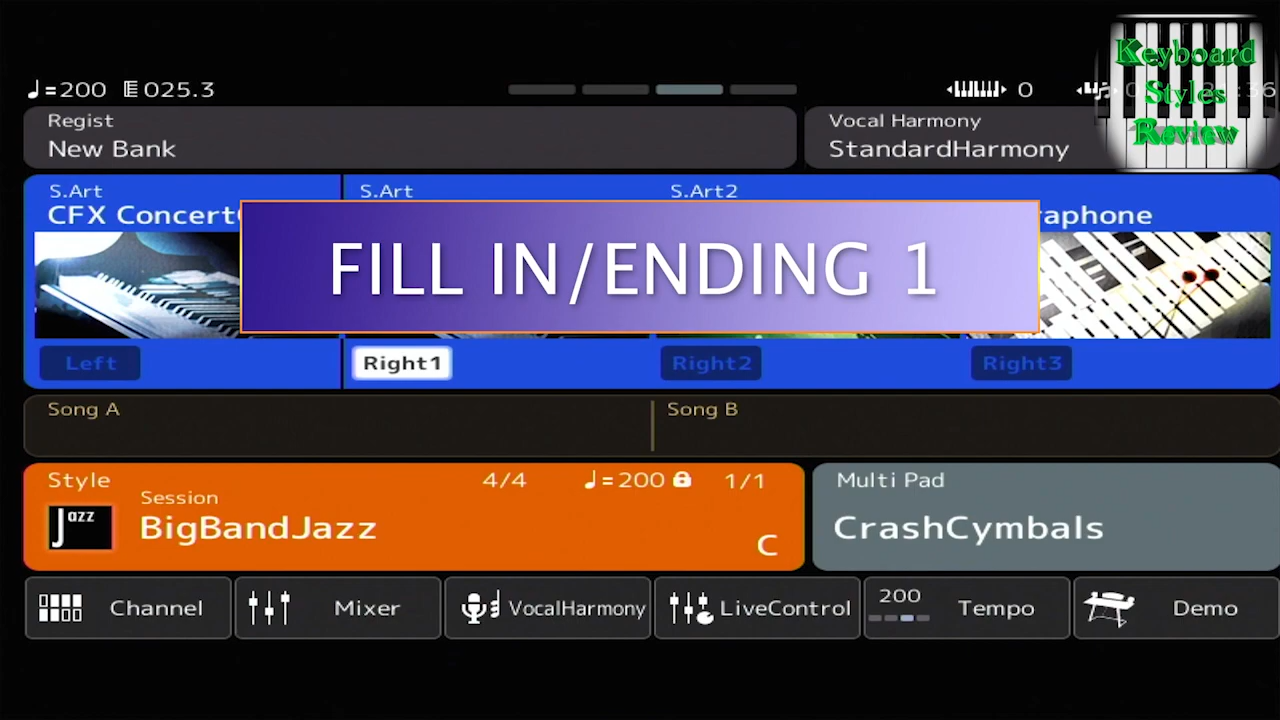 ♩=200 025.3
0
Keyboard
Styles
Review
Regist
New Bank
Vocal Harmony
StandardHarmony
S.Art
CFX Concert
S.Art
S.Art2
raphone
FILL IN/ENDING 1
Left
Right1
Right2
Right3
Song A
Song B
Style
4/4 ♩=200 1/1
Session
Jazz
BigBandJazz
C
Multi Pad
CrashCymbals
Channel
Mixer
VocalHarmony
LiveControl
200
Tempo
Demo